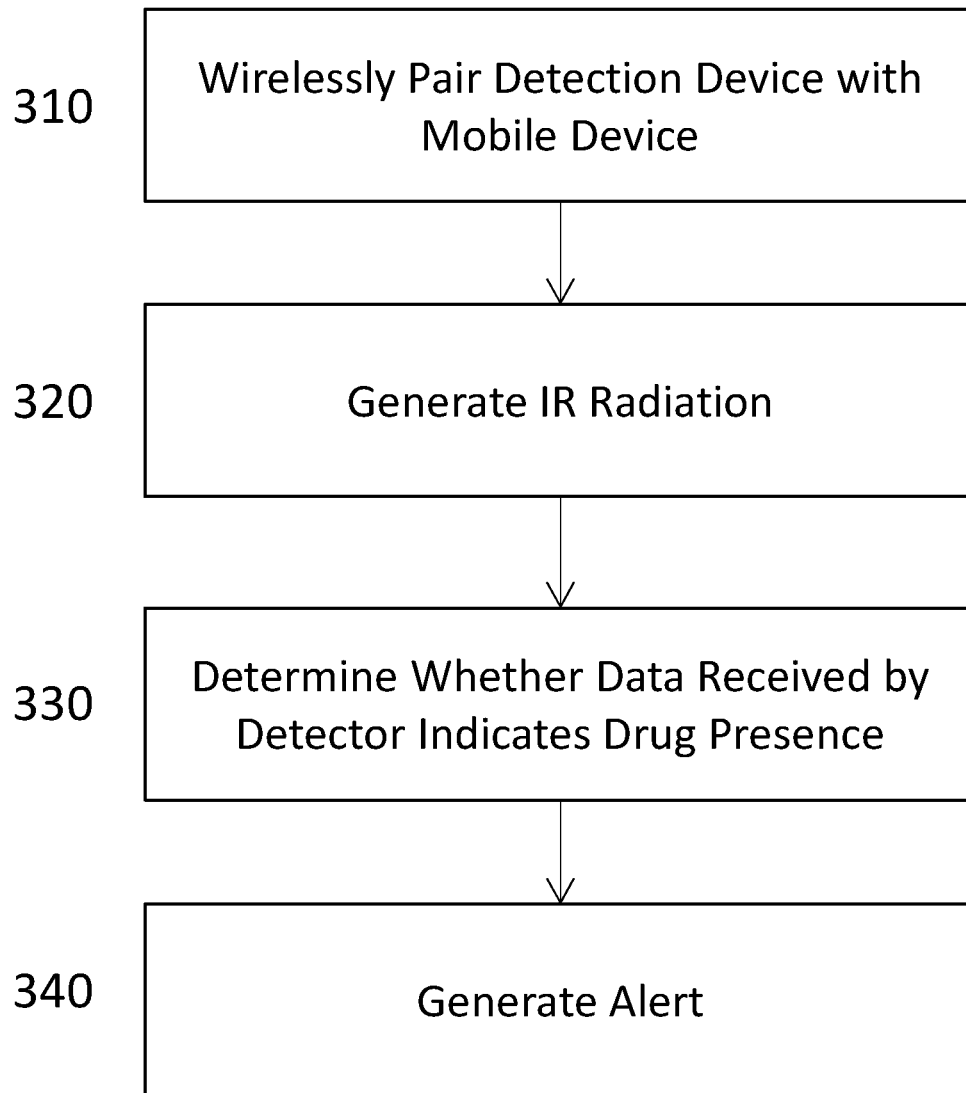 310
Wirelessly Pair Detection Device with
Mobile Device
320
Generate IR Radiation
330
Determine Whether Data Received by
Detector Indicates Drug Presence
340
Generate Alert